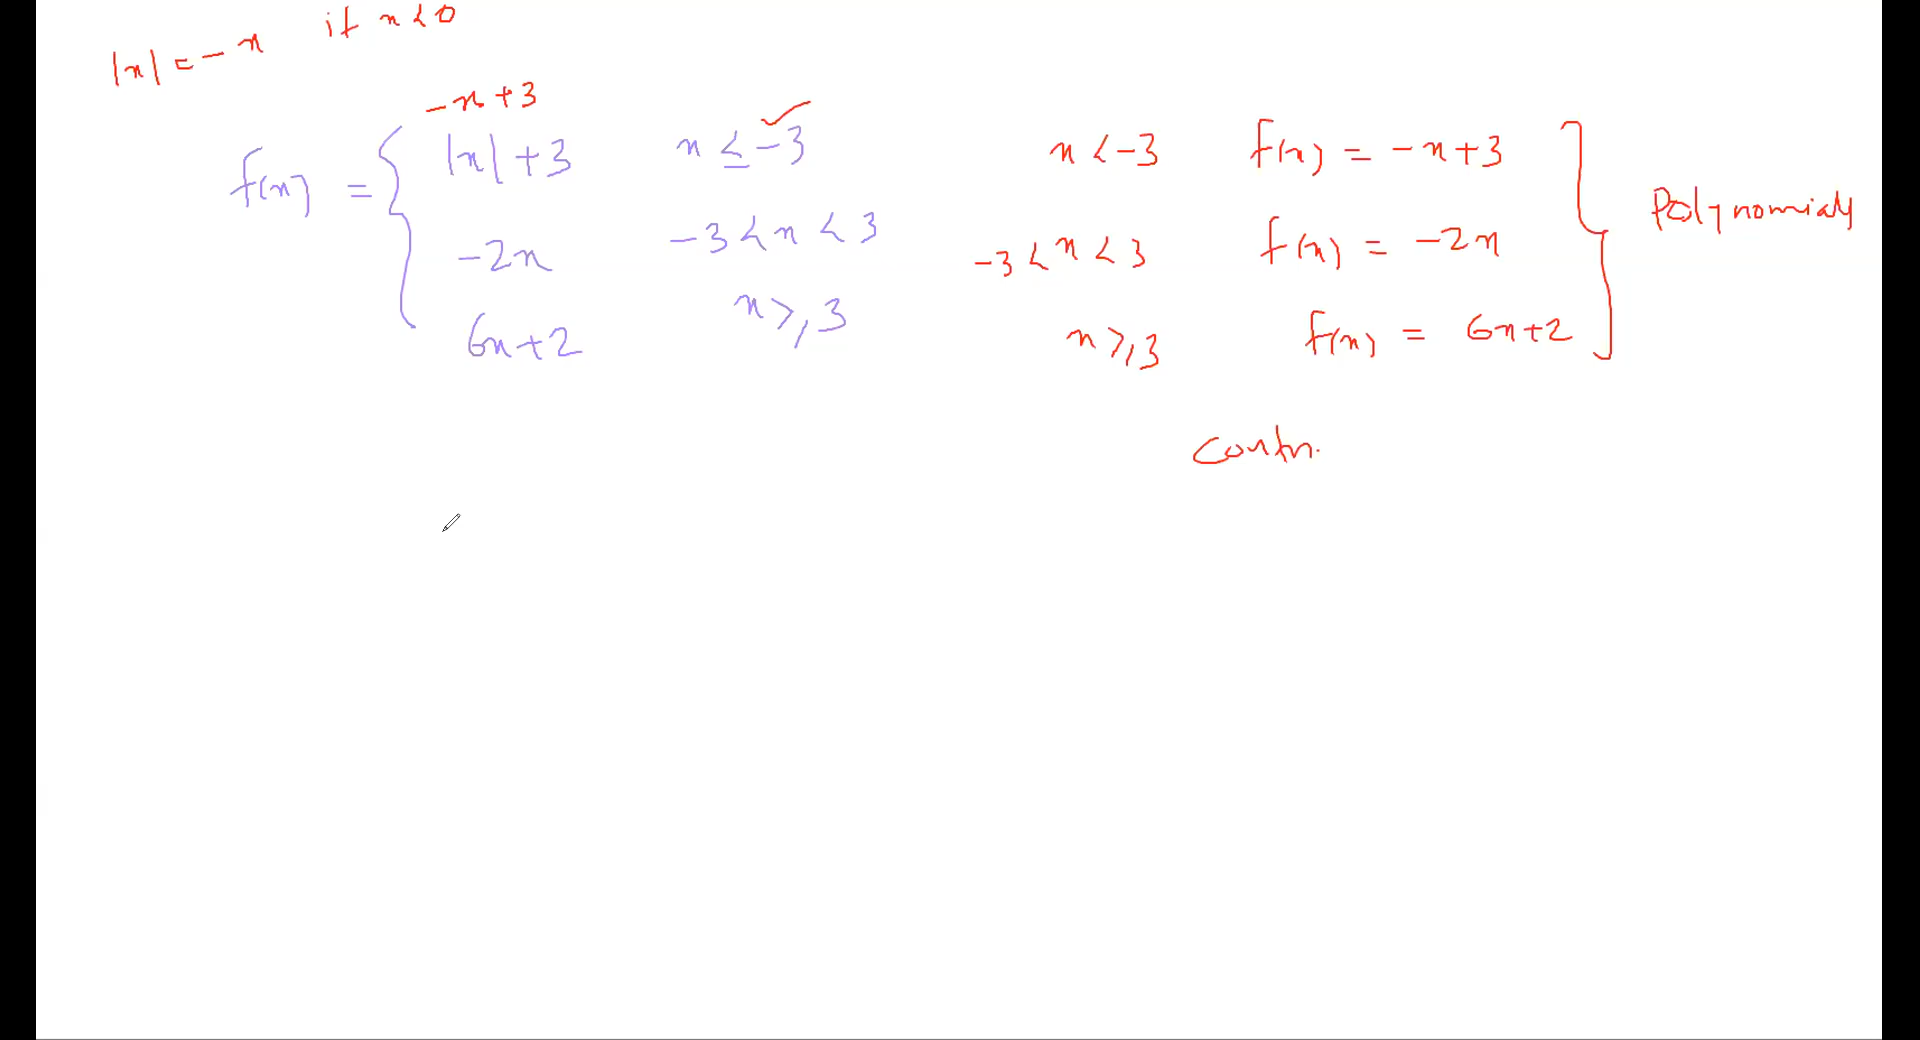 |x| = -x if x < 0
-x + 3
f(x) = { |x| + 3 x ≤ -3
-2x -3 < x < 3
6x + 2 x ≥ 3
x < -3 f(x) = -x + 3
-3 < x < 3 f(x) = -2x
x ≥ 3 f(x) = 6x + 2
} Polynomials
Contn.